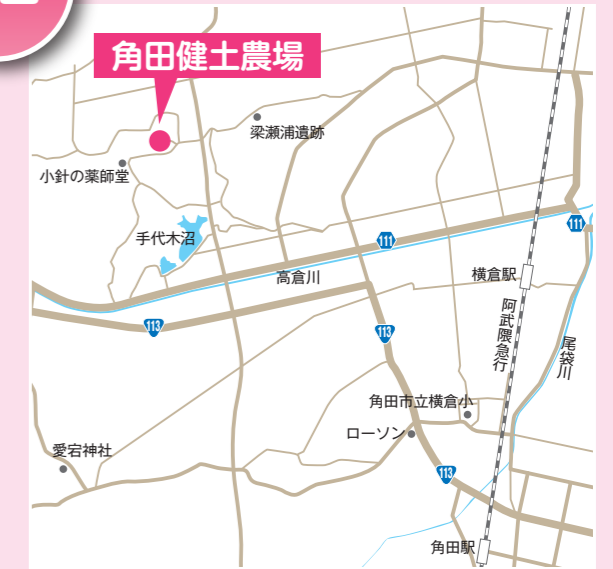 角田健土農場
梁瀬浦遺跡
小針の薬師堂
手代木沼
111
111
高倉川
横倉駅
113
113
阿武隈急行
尾袋川
角田市立横倉小
ローソン
愛宕神社
113
角田駅